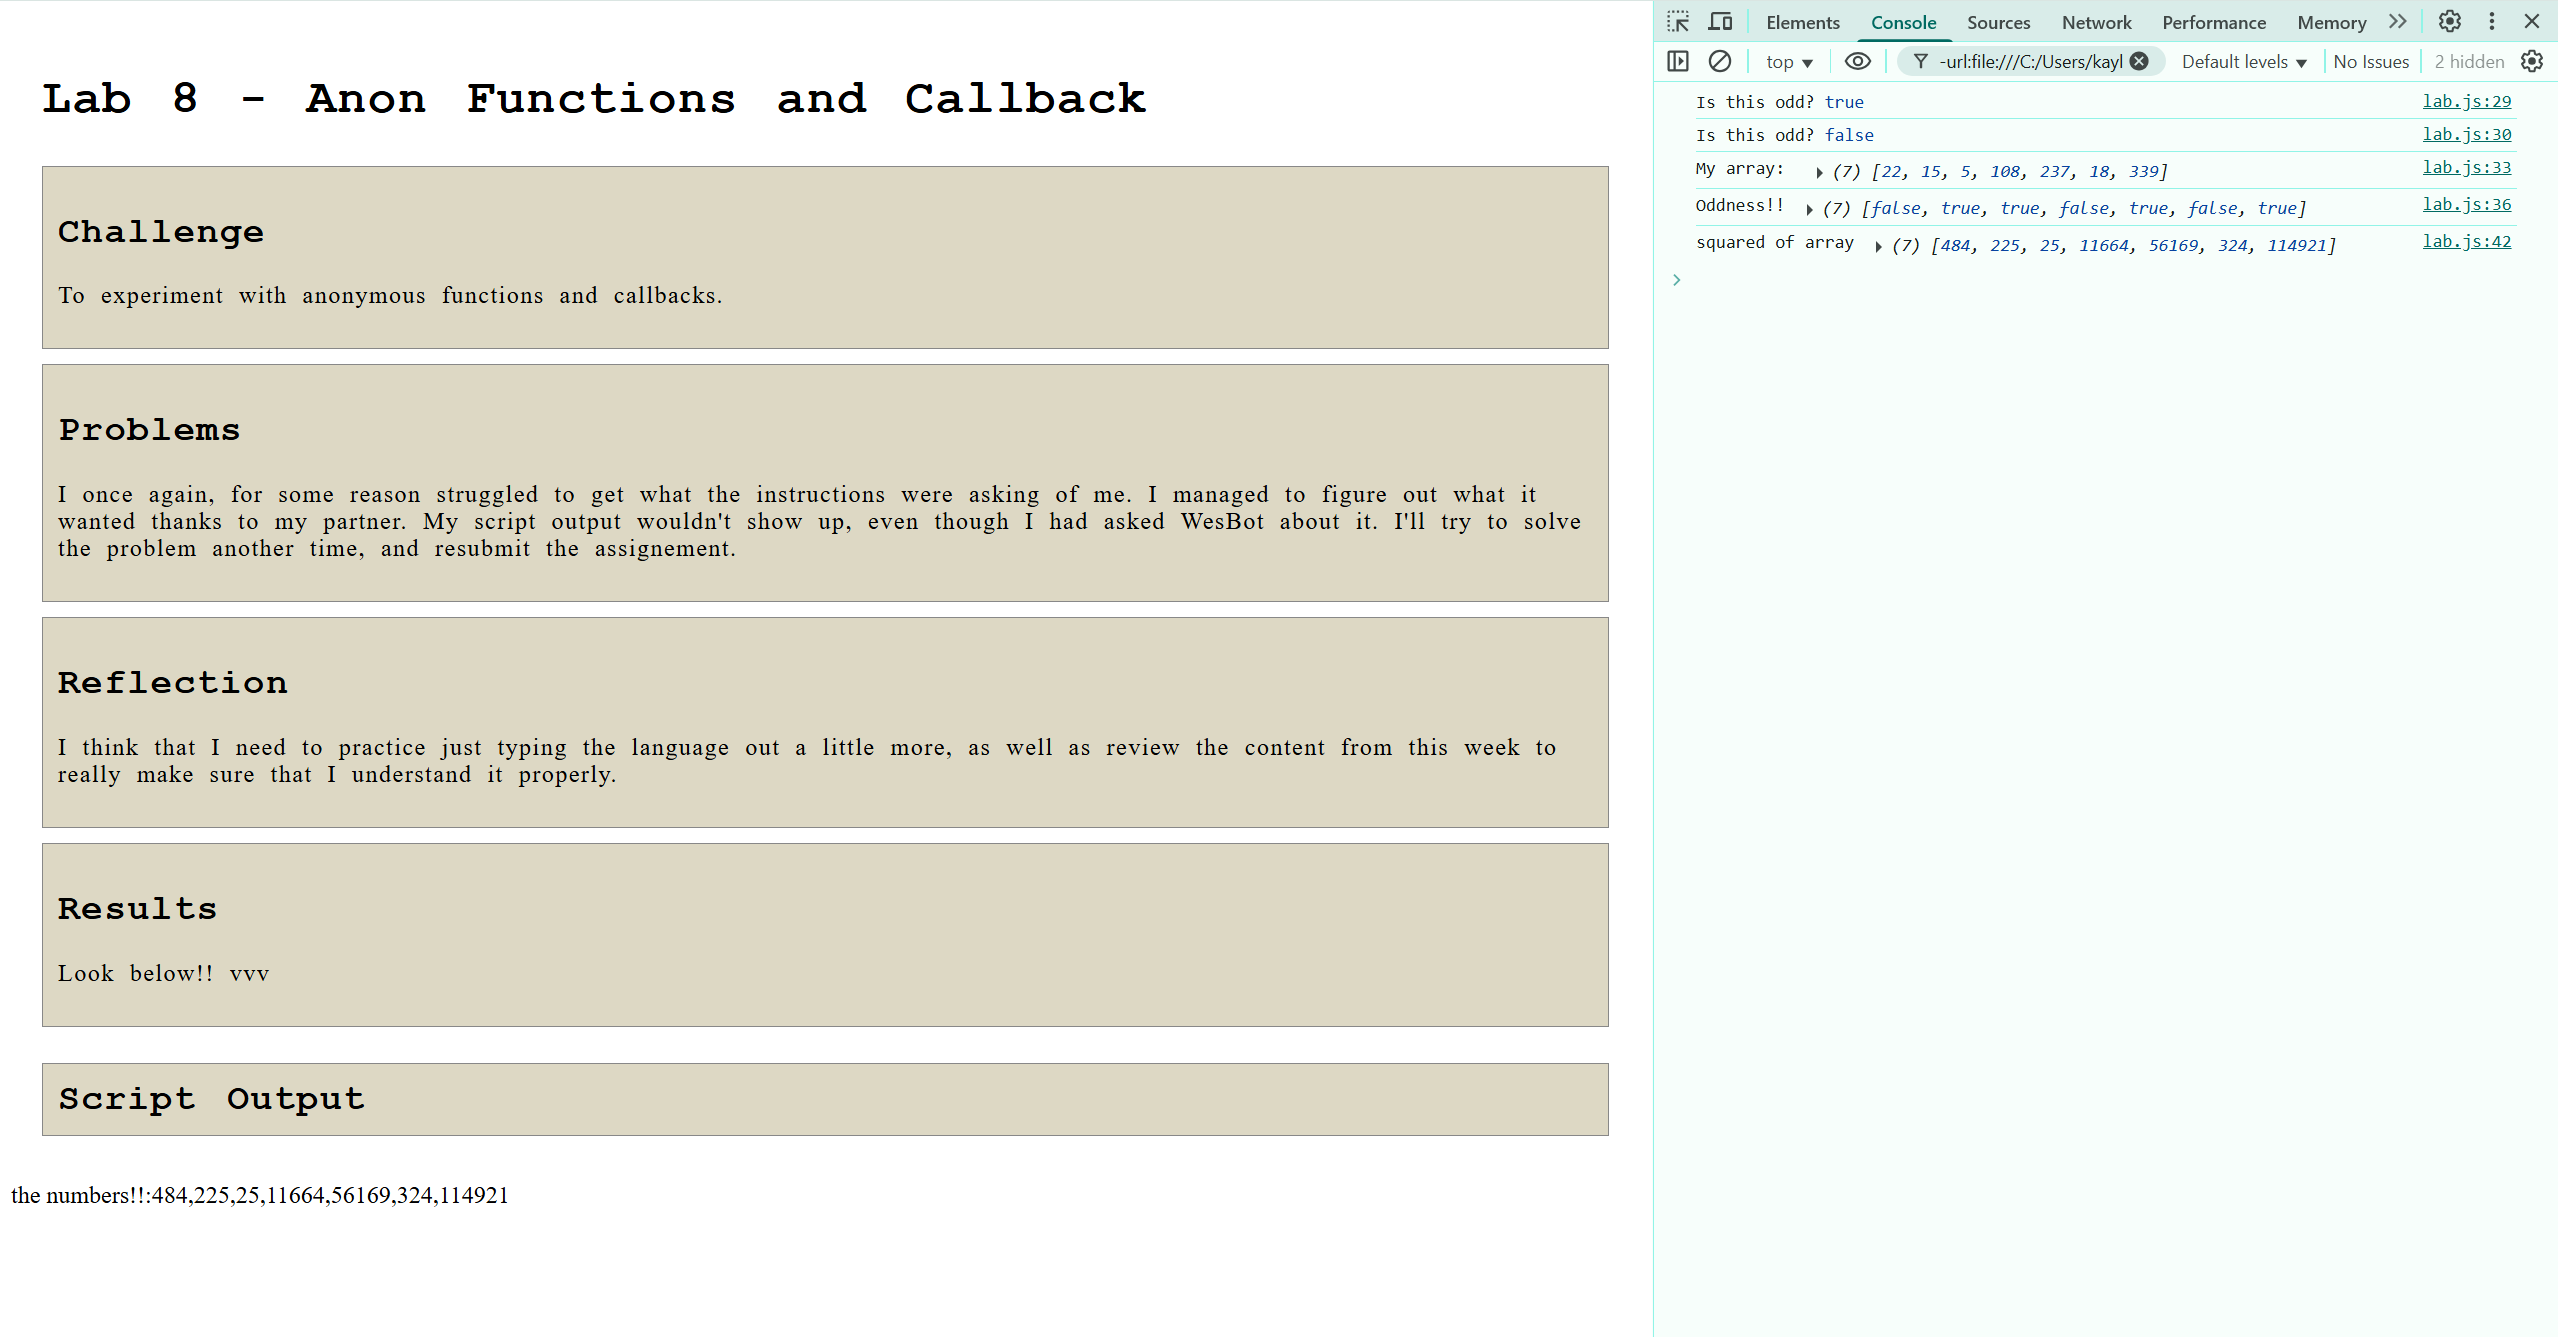 Lab 8 - Anon Functions and Callback
Challenge
To experiment with anonymous functions and callbacks.
Problems
I once again, for some reason struggled to get what the instructions were asking of me. I managed to figure out what it
wanted thanks to my partner. My script output wouldn't show up, even though I had asked WesBot about it. I'll try to solve
the problem another time, and resubmit the assignement.
Reflection
I think that I need to practice just typing the language out a little more, as well as review the content from this week to
really make sure that I understand it properly.
Results
Look below!! vvv
Script Output
the numbers!!:484,225,25,11664,56169,324,114921
Elements Console Sources Network Performance Memory
top -url:file:///C:/Users/kayl Default levels No Issues 2 hidden
Is this odd? true lab.js:29
Is this odd? false lab.js:30
My array: (7) [22, 15, 5, 108, 237, 18, 339] lab.js:33
Oddness!! (7) [false, true, true, false, true, false, true] lab.js:36
squared of array (7) [484, 225, 25, 11664, 56169, 324, 114921] lab.js:42